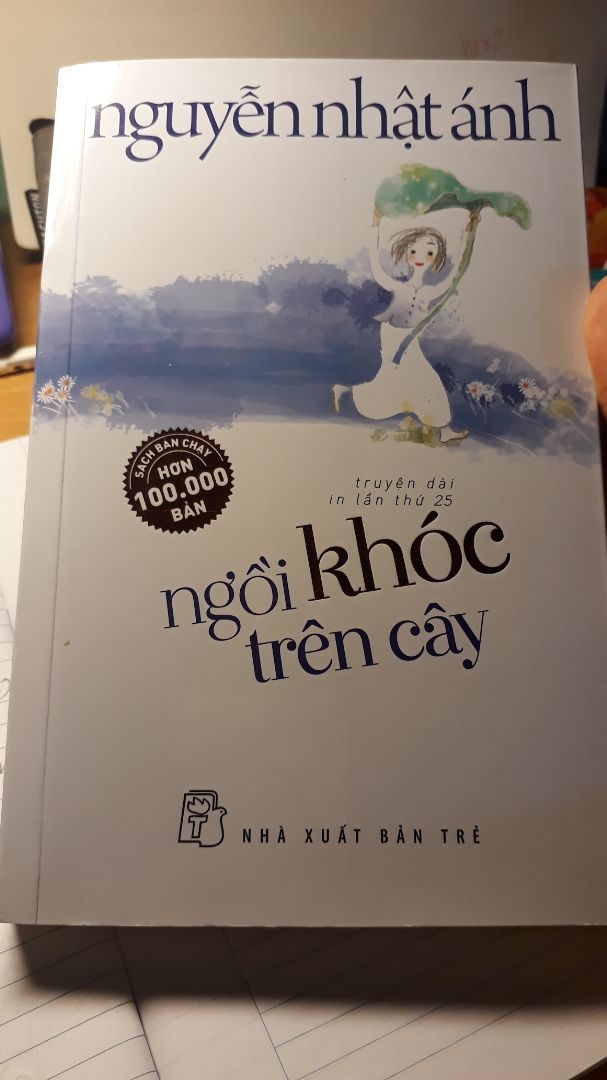 nguyễn nhật ánh
SÁCH BÁN CHẠY
HƠN
100.000
BẢN
truyện dài
in lần thứ 25
ngồi khóc
trên cây
T
NHÀ XUẤT BẢN TRẺ